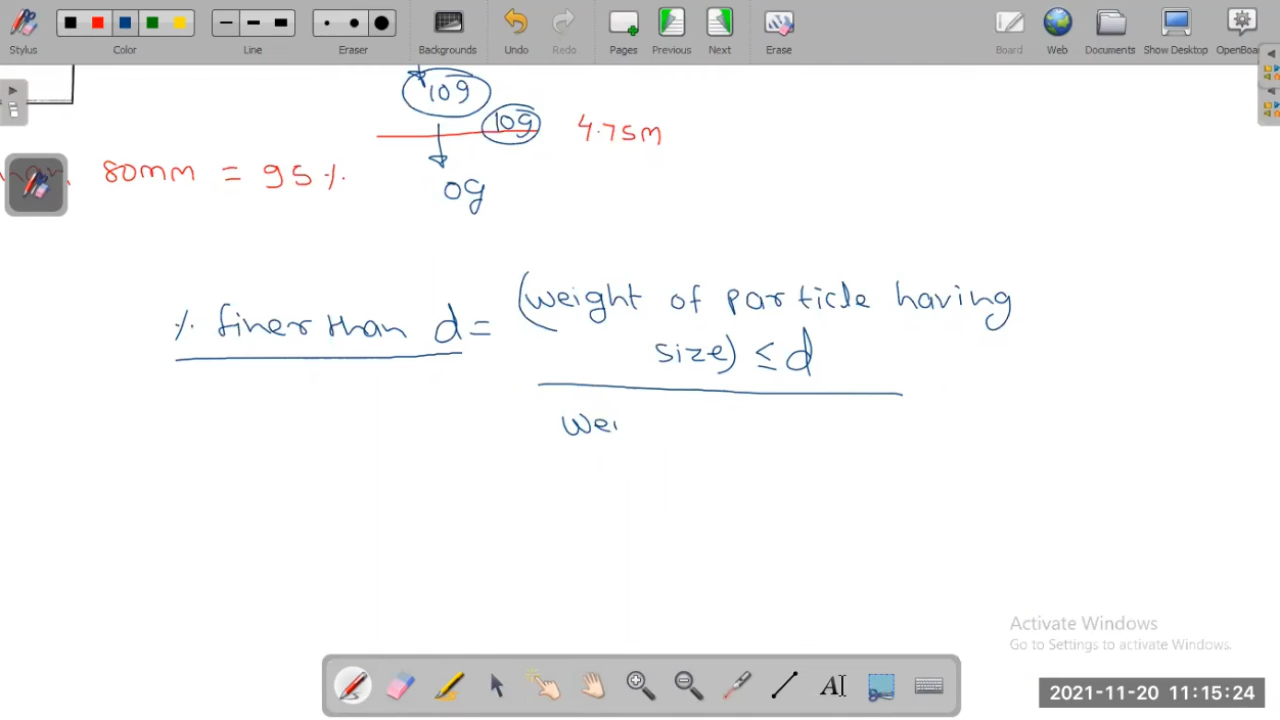 Stylus
Color
Line
Eraser
Backgrounds
Undo
Redo
Pages
Previous
Next
Erase
Board
Web
Documents
Show Desktop
10g
10g
4.75m
80mm = 95 %
0g
% finer than d = (weight of particle having
size) ≤ d
Wei
Activate Windows
Go to Settings to activate Windows.
2021-11-20 11:15:24